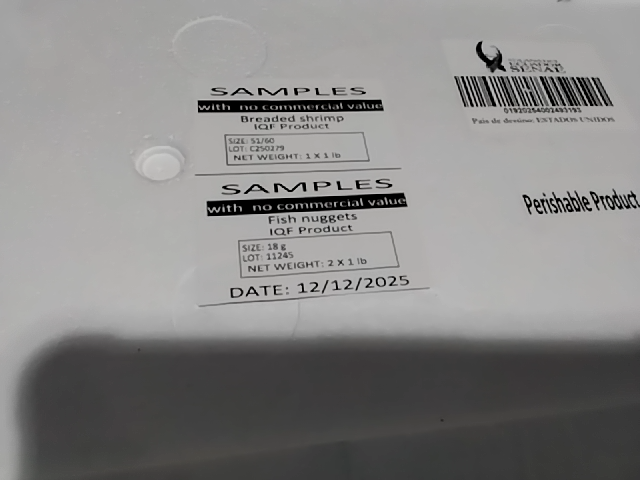 SAMPLES
with no commercial value
Breaded shrimp
IQF Product
SIZE: 51/60
LOT: C250279
NET WEIGHT: 1 X 1 lb
SAMPLES
with no commercial value
Fish nuggets
IQF Product
SIZE: 18 g
LOT: 11245
NET WEIGHT: 2 X 1 lb
DATE: 12/12/2025
SENAE
01920254002493193
Pais de destino: ESTADOS UNIDOS
Perishable Product